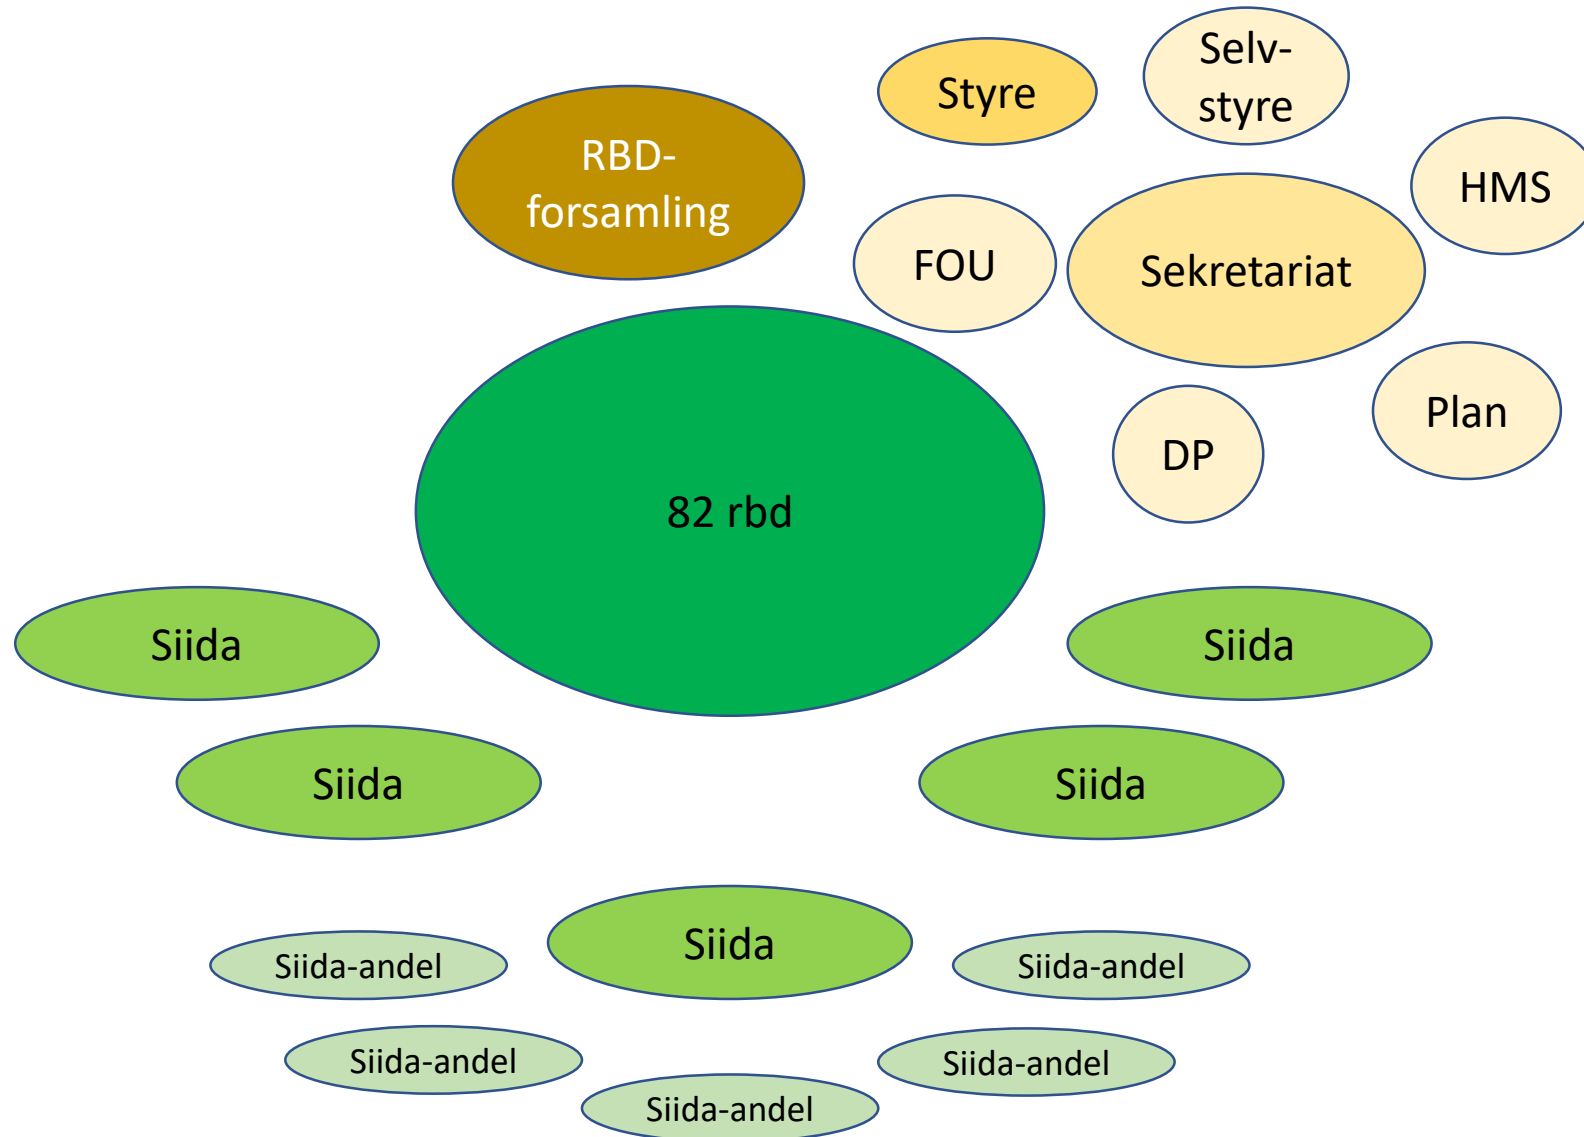 Selv-
styre
Styre
RBD-
forsamling
HMS
FOU
Sekretariat
Plan
DP
82 rbd
Siida
Siida
Siida
Siida
Siida
Siida-andel
Siida-andel
Siida-andel
Siida-andel
Siida-andel